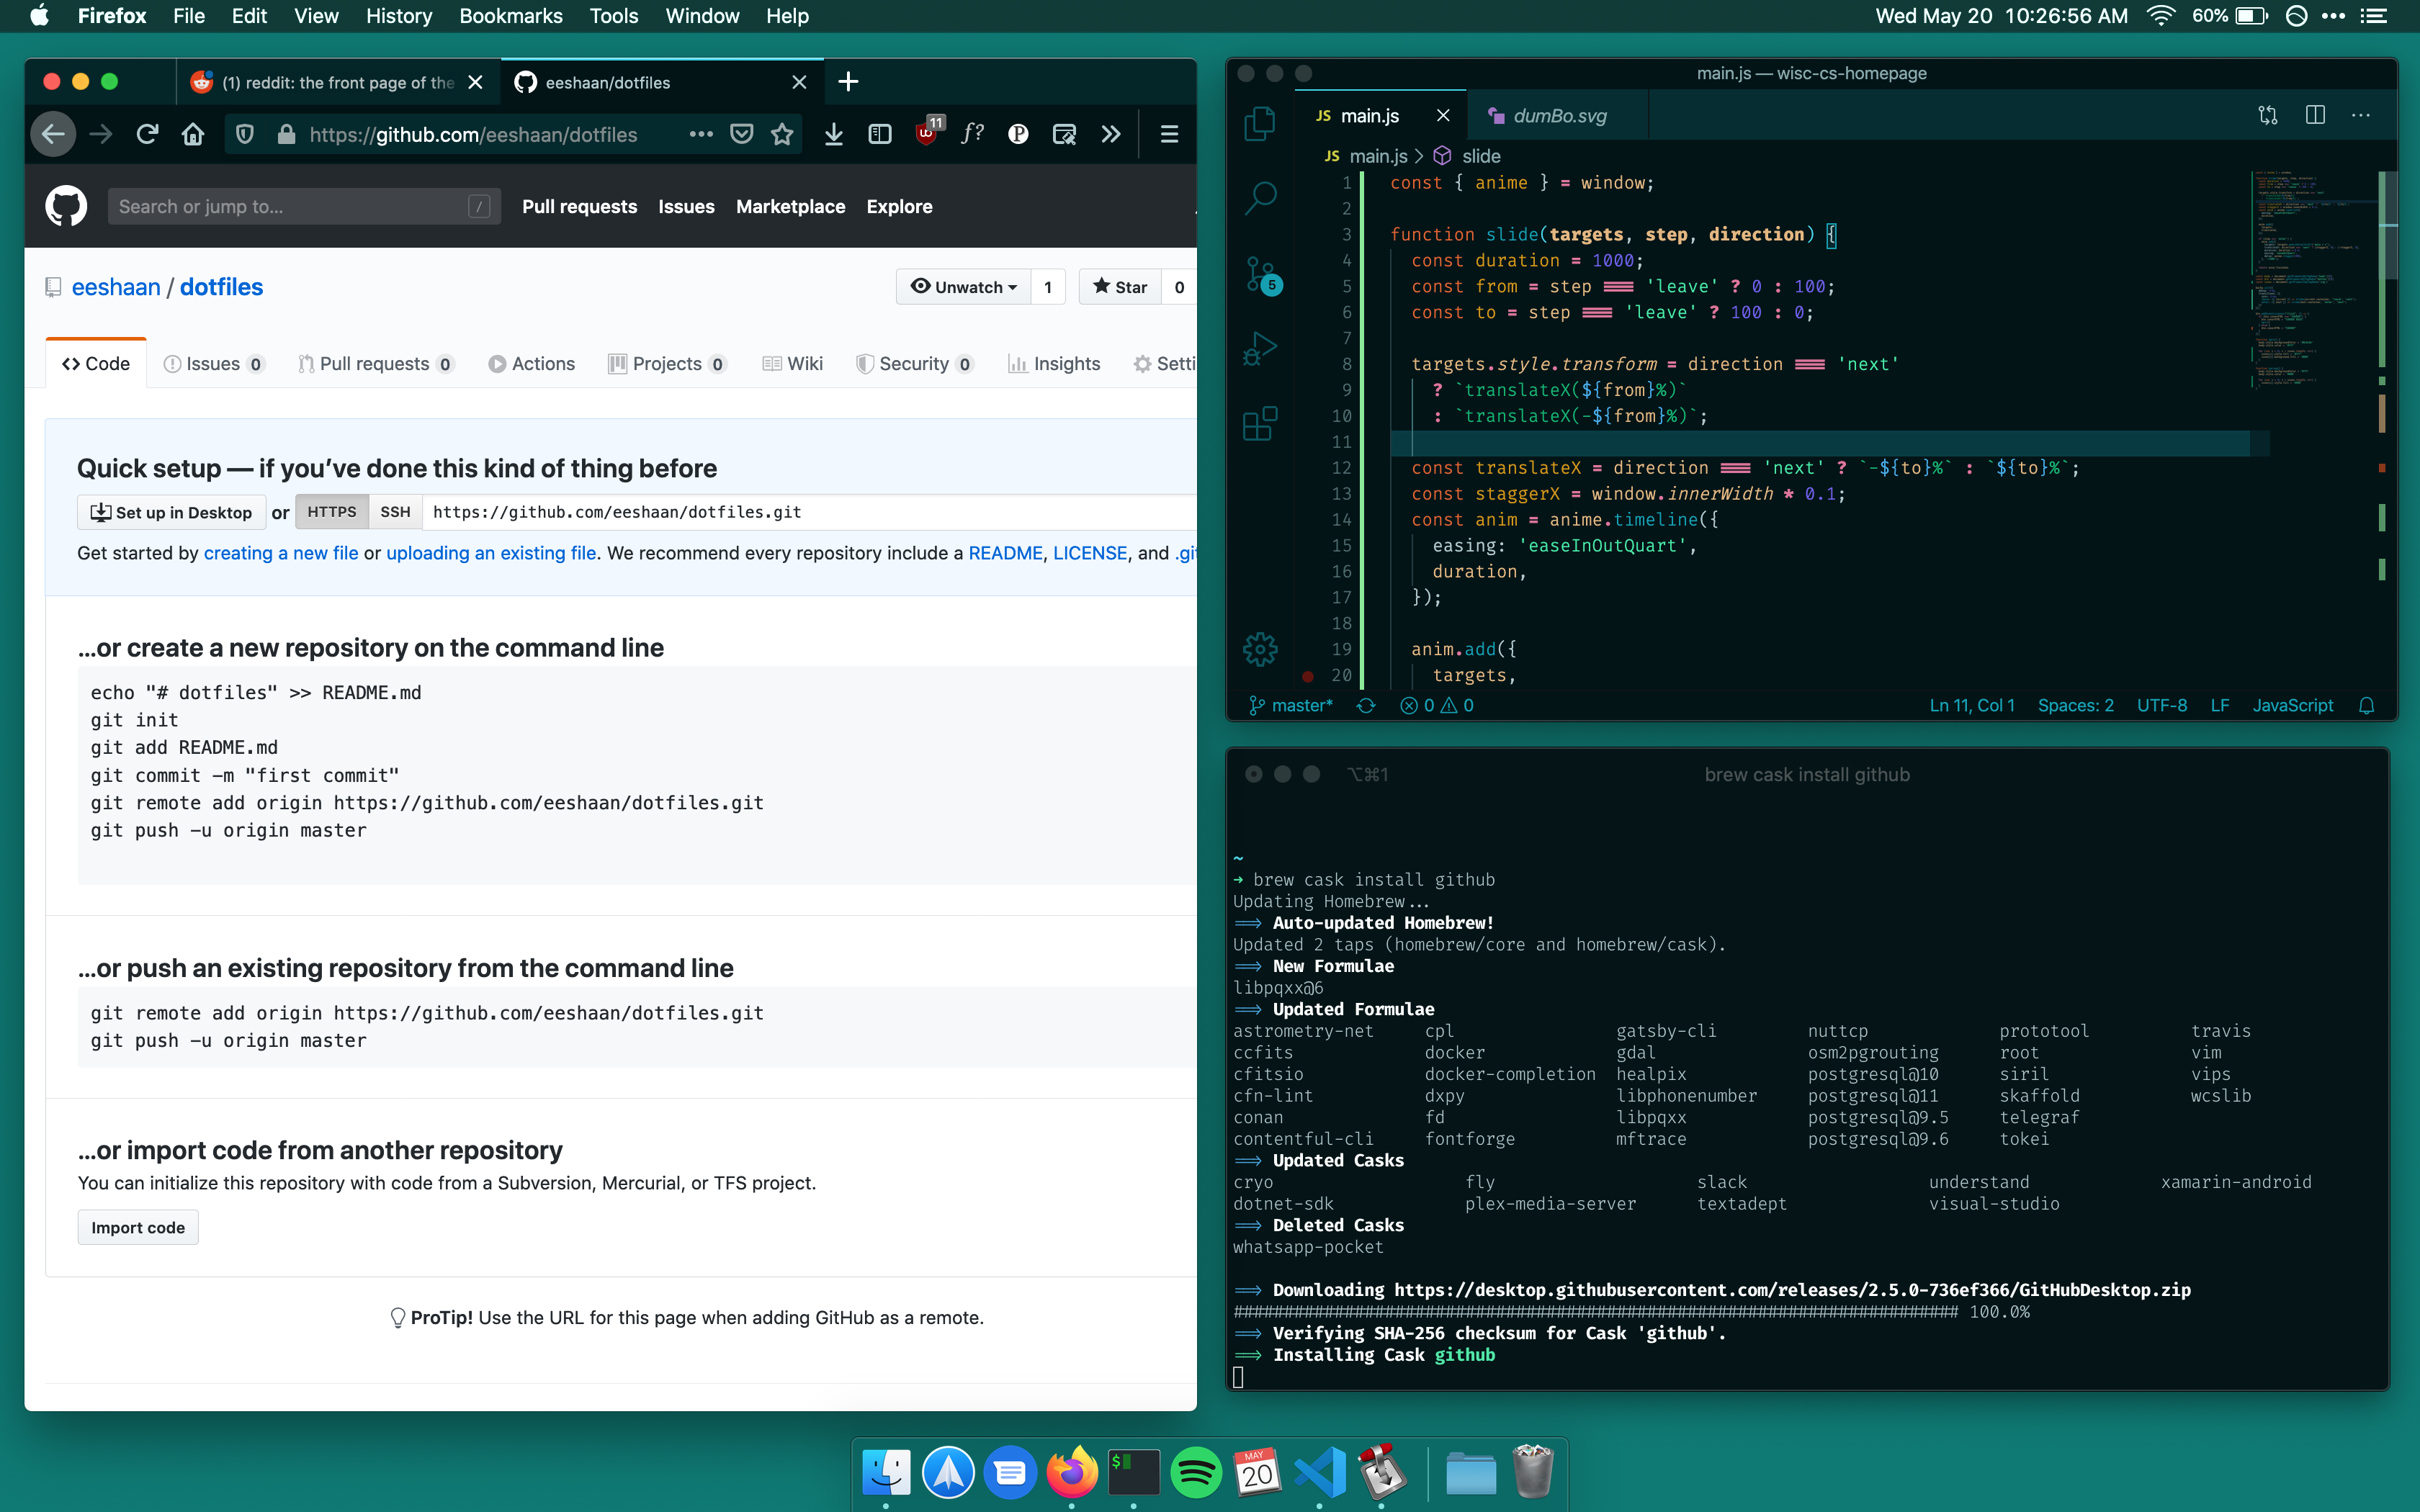 Firefox File Edit View History Bookmarks Tools Window Help
Wed May 20 10:26:56 AM 60%
(1) reddit: the front page of the
eeshaan/dotfiles
https://github.com/eeshaan/dotfiles
11
f?
P
Search or jump to... /
Pull requests Issues Marketplace Explore
eeshaan / dotfiles
Unwatch 1 Star 0
Code Issues 0 Pull requests 0 Actions Projects 0 Wiki Security 0 Insights Setti
Quick setup — if you’ve done this kind of thing before
Set up in Desktop or HTTPS SSH https://github.com/eeshaan/dotfiles.git
Get started by creating a new file or uploading an existing file. We recommend every repository include a README, LICENSE, and .git
…or create a new repository on the command line
echo "# dotfiles" >> README.md
git init
git add README.md
git commit -m "first commit"
git remote add origin https://github.com/eeshaan/dotfiles.git
git push -u origin master
…or push an existing repository from the command line
git remote add origin https://github.com/eeshaan/dotfiles.git
git push -u origin master
…or import code from another repository
You can initialize this repository with code from a Subversion, Mercurial, or TFS project.
Import code
ProTip! Use the URL for this page when adding GitHub as a remote.
main.js — wisc-cs-homepage
JS main.js dumBo.svg
JS main.js > slide
5
1 const { anime } = window;
2
3 function slide(targets, step, direction) {
4 const duration = 1000;
5 const from = step === 'leave' ? 0 : 100;
6 const to = step === 'leave' ? 100 : 0;
7
8 targets.style.transform = direction === 'next'
9 ? `translateX(${from}%)`
10 : `translateX(-${from}%)`;
11
12 const translateX = direction === 'next' ? `-${to}%` : `${to}%`;
13 const staggerX = window.innerWidth * 0.1;
14 const anim = anime.timeline({
15 easing: 'easeInOutQuart',
16 duration,
17 });
18
19 anim.add({
20 targets,
master* 0 0 Ln 11, Col 1 Spaces: 2 UTF-8 LF JavaScript
⌥⌘1 brew cask install github
~
➜ brew cask install github
Updating Homebrew...
==> Auto-updated Homebrew!
Updated 2 taps (homebrew/core and homebrew/cask).
==> New Formulae
libpqxx@6
==> Updated Formulae
astrometry-net cpl gatsby-cli nuttcp prototool travis
ccfits docker gdal osm2pgrouting root vim
cfitsio docker-completion healpix postgresql@10 siril vips
cfn-lint dxpy libphonenumber postgresql@11 skaffold wcslib
conan fd libpqxx postgresql@9.5 telegraf
contentful-cli fontforge mftrace postgresql@9.6 tokei
==> Updated Casks
cryo fly slack understand xamarin-android
dotnet-sdk plex-media-server textadept visual-studio
==> Deleted Casks
whatsapp-pocket
==> Downloading https://desktop.githubusercontent.com/releases/2.5.0-736ef366/GitHubDesktop.zip
######################################################################## 100.0%
==> Verifying SHA-256 checksum for Cask 'github'.
==> Installing Cask github
$
MAY
20